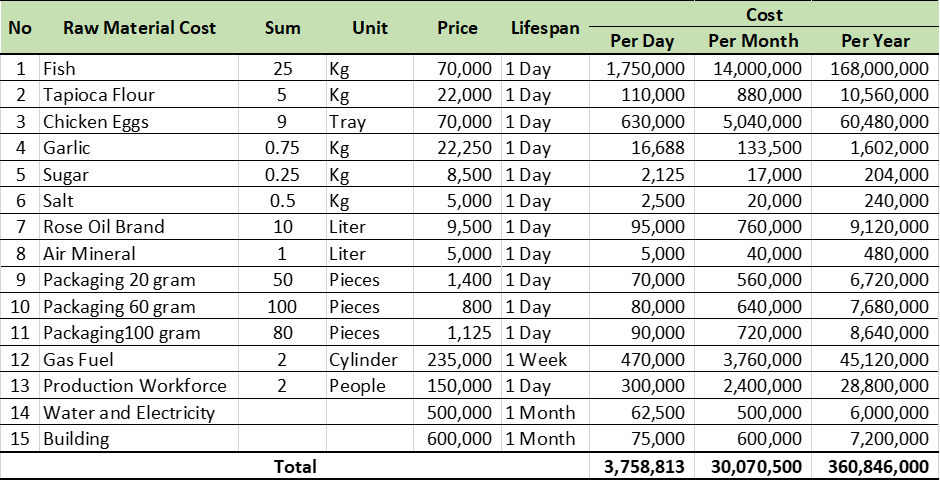 No Raw Material Cost Sum Unit Price Lifespan Cost
Per Day Per Month Per Year
1 Fish 25 Kg 70,000 1 Day 1,750,000 14,000,000 168,000,000
2 Tapioca Flour 5 Kg 22,000 1 Day 110,000 880,000 10,560,000
3 Chicken Eggs 9 Tray 70,000 1 Day 630,000 5,040,000 60,480,000
4 Garlic 0.75 Kg 22,250 1 Day 16,688 133,500 1,602,000
5 Sugar 0.25 Kg 8,500 1 Day 2,125 17,000 204,000
6 Salt 0.5 Kg 5,000 1 Day 2,500 20,000 240,000
7 Rose Oil Brand 10 Liter 9,500 1 Day 95,000 760,000 9,120,000
8 Air Mineral 1 Liter 5,000 1 Day 5,000 40,000 480,000
9 Packaging 20 gram 50 Pieces 1,400 1 Day 70,000 560,000 6,720,000
10 Packaging 60 gram 100 Pieces 800 1 Day 80,000 640,000 7,680,000
11 Packaging100 gram 80 Pieces 1,125 1 Day 90,000 720,000 8,640,000
12 Gas Fuel 2 Cylinder 235,000 1 Week 470,000 3,760,000 45,120,000
13 Production Workforce 2 People 150,000 1 Day 300,000 2,400,000 28,800,000
14 Water and Electricity 500,000 1 Month 62,500 500,000 6,000,000
15 Building 600,000 1 Month 75,000 600,000 7,200,000
Total 3,758,813 30,070,500 360,846,000